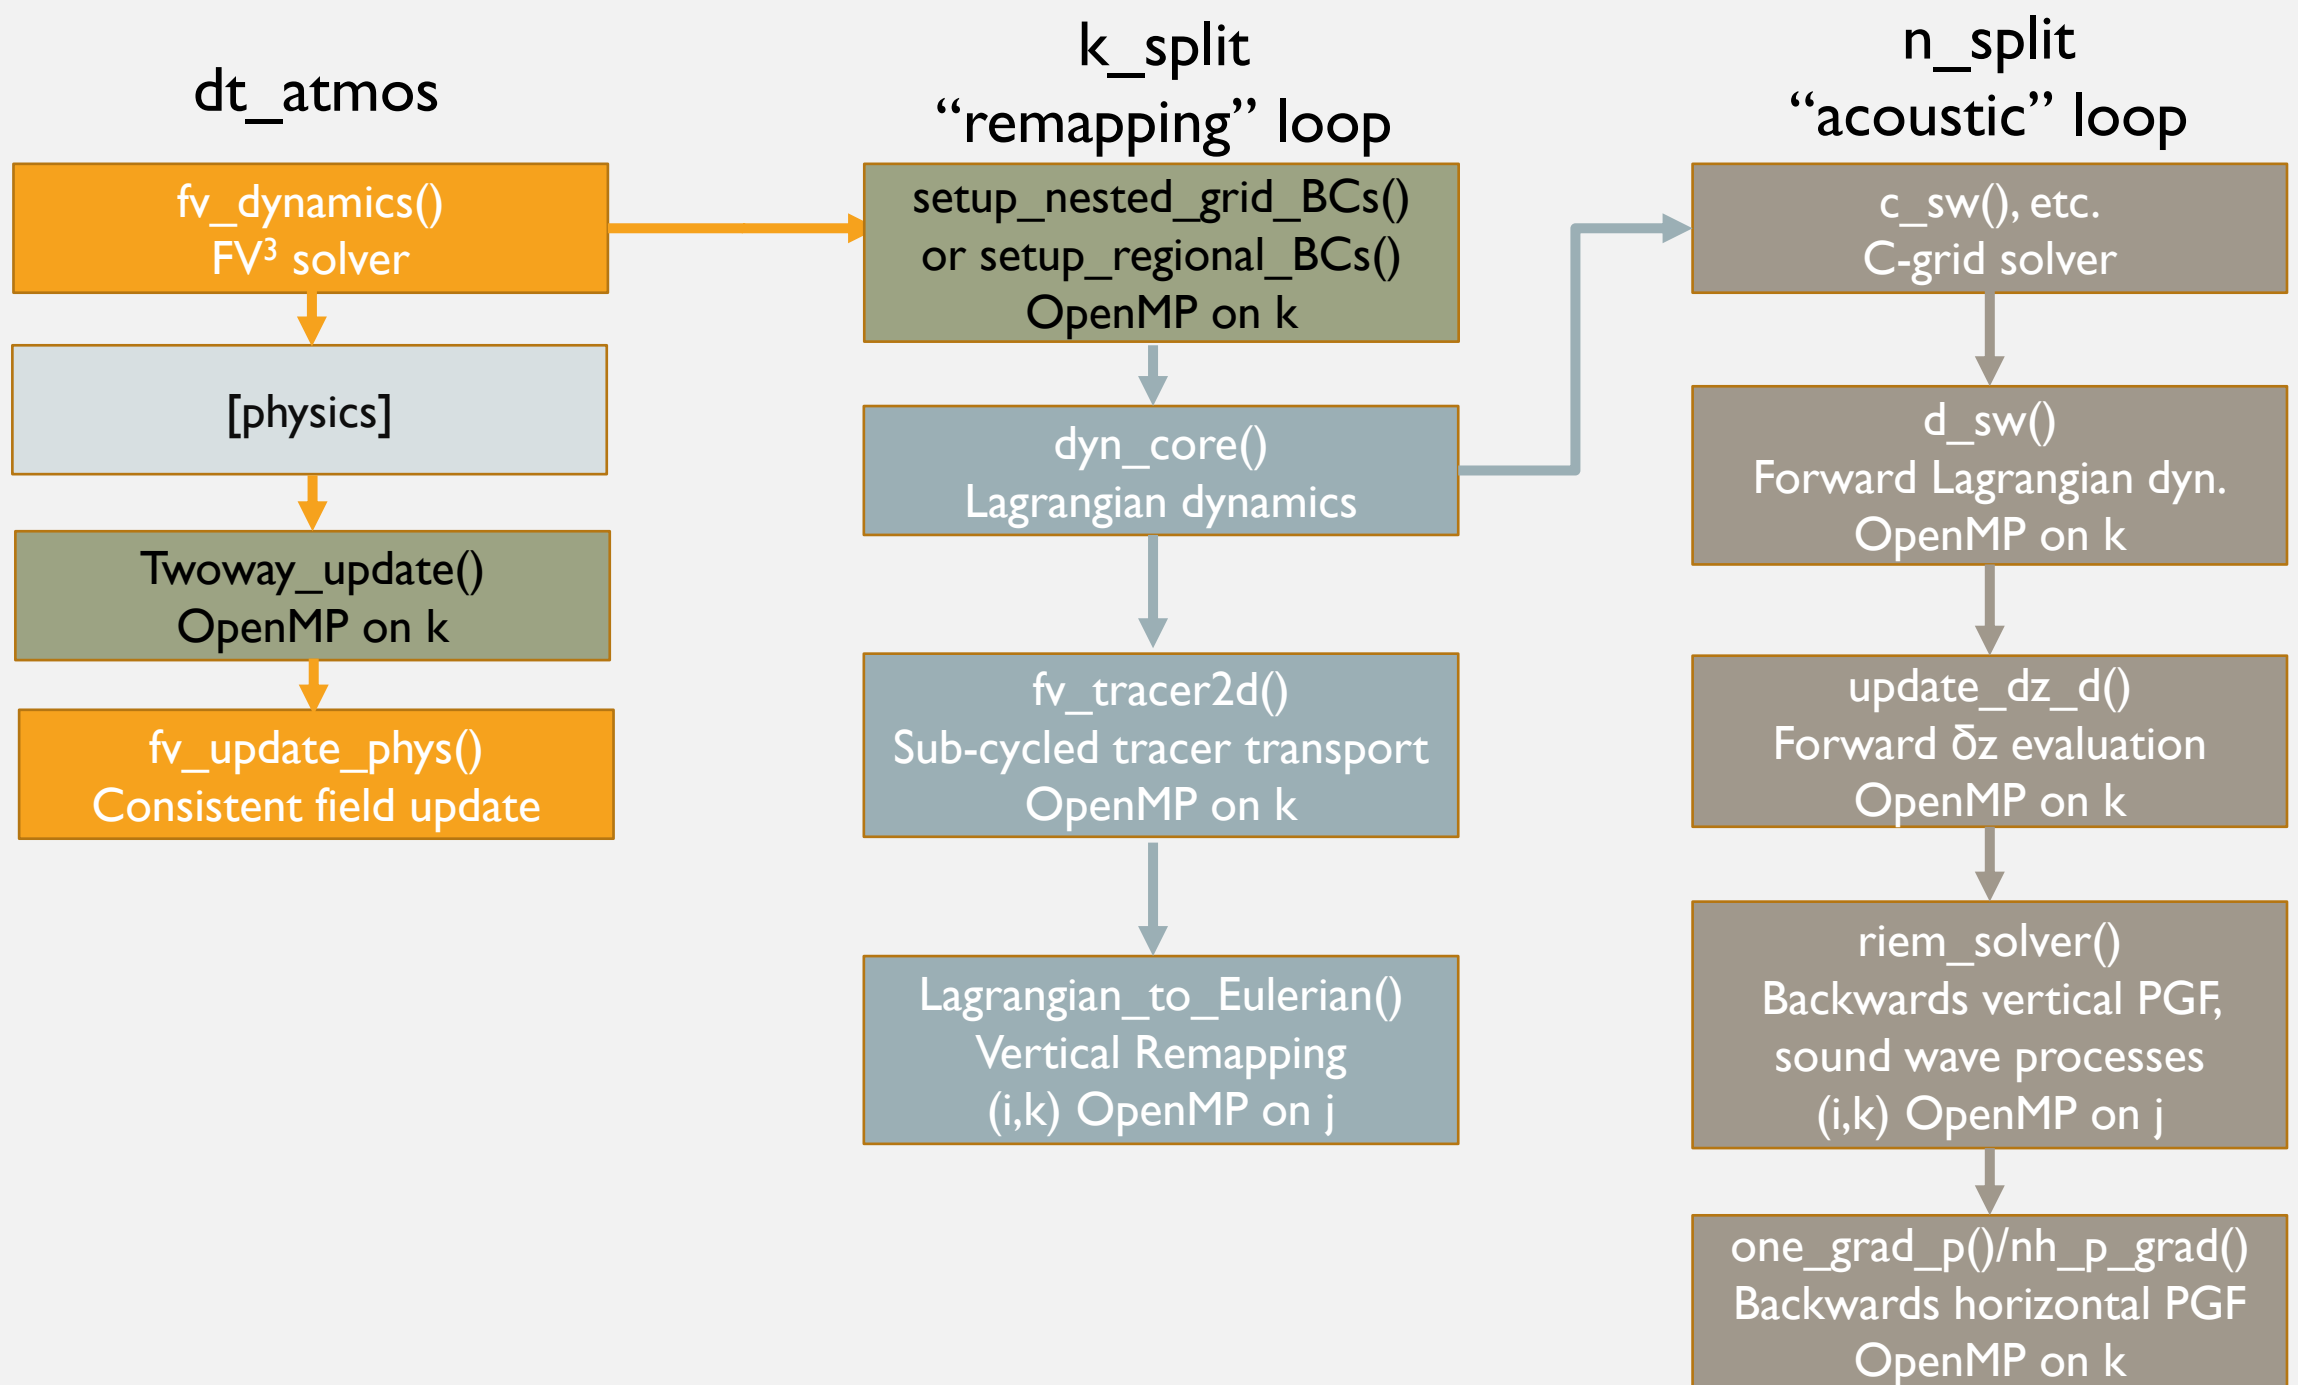 dt_atmos
fv_dynamics()
FV³ solver
[physics]
Twoway_update()
OpenMP on k
fv_update_phys()
Consistent field update
k_split
“remapping” loop
setup_nested_grid_BCs()
or setup_regional_BCs()
OpenMP on k
dyn_core()
Lagrangian dynamics
fv_tracer2d()
Sub-cycled tracer transport
OpenMP on k
Lagrangian_to_Eulerian()
Vertical Remapping
(i,k) OpenMP on j
n_split
“acoustic” loop
c_sw(), etc.
C-grid solver
d_sw()
Forward Lagrangian dyn.
OpenMP on k
update_dz_d()
Forward δz evaluation
OpenMP on k
riem_solver()
Backwards vertical PGF,
sound wave processes
(i,k) OpenMP on j
one_grad_p()/nh_p_grad()
Backwards horizontal PGF
OpenMP on k